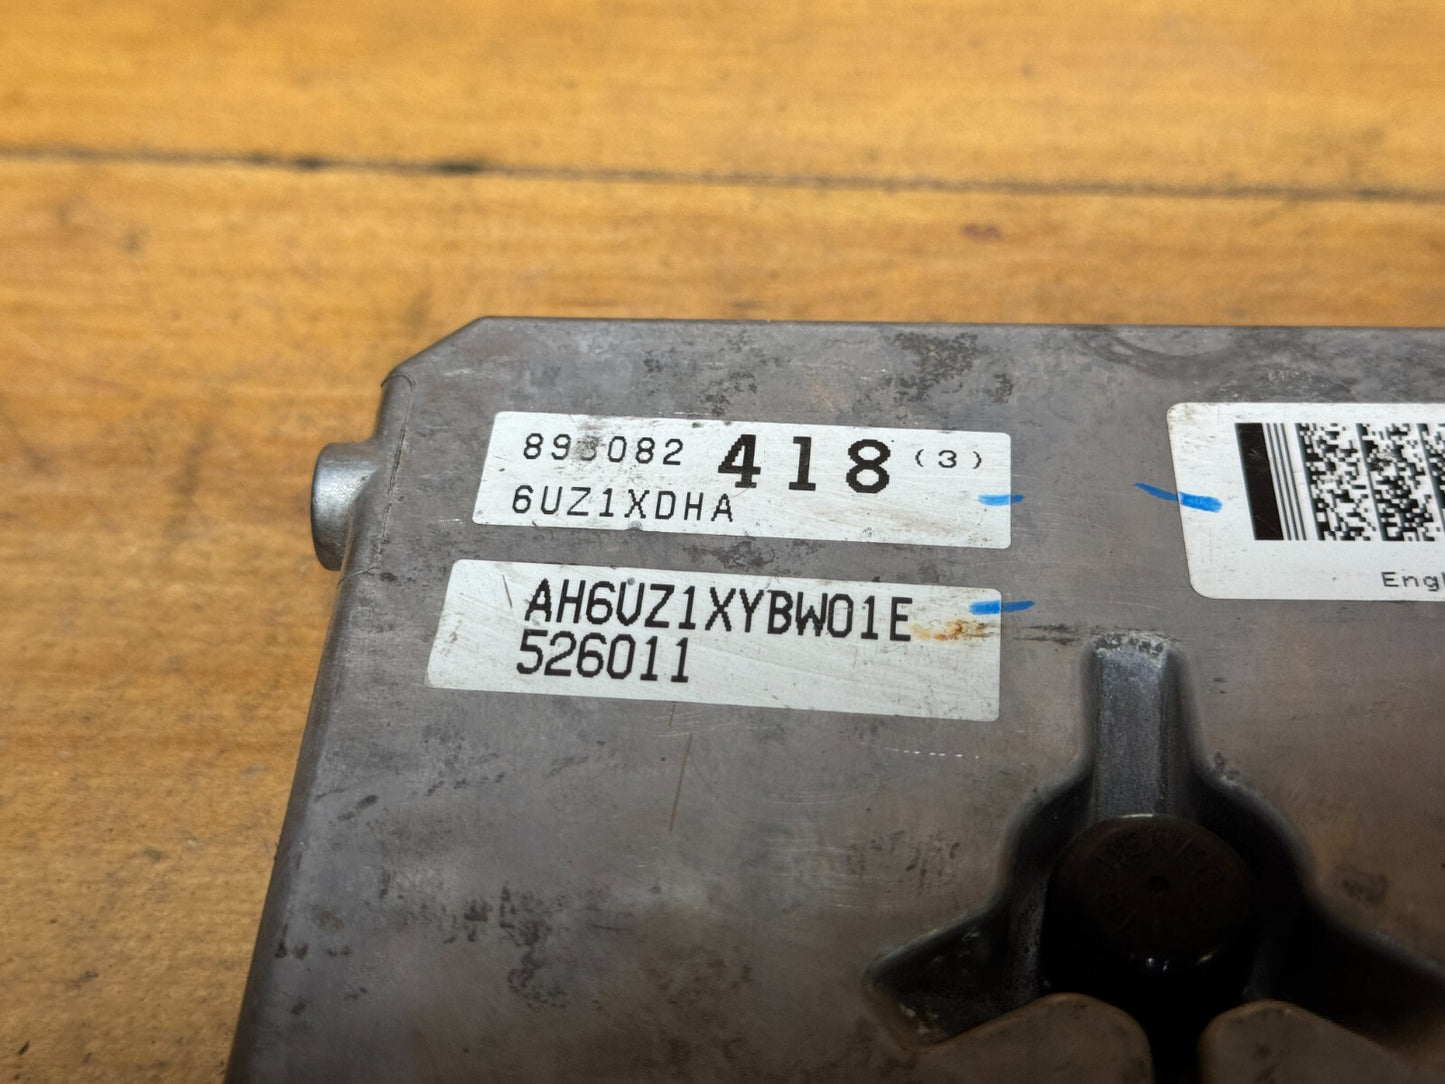 893082 418 (3)
6UZ1XDHA
AH6UZ1XYBW01E
526011
Engl